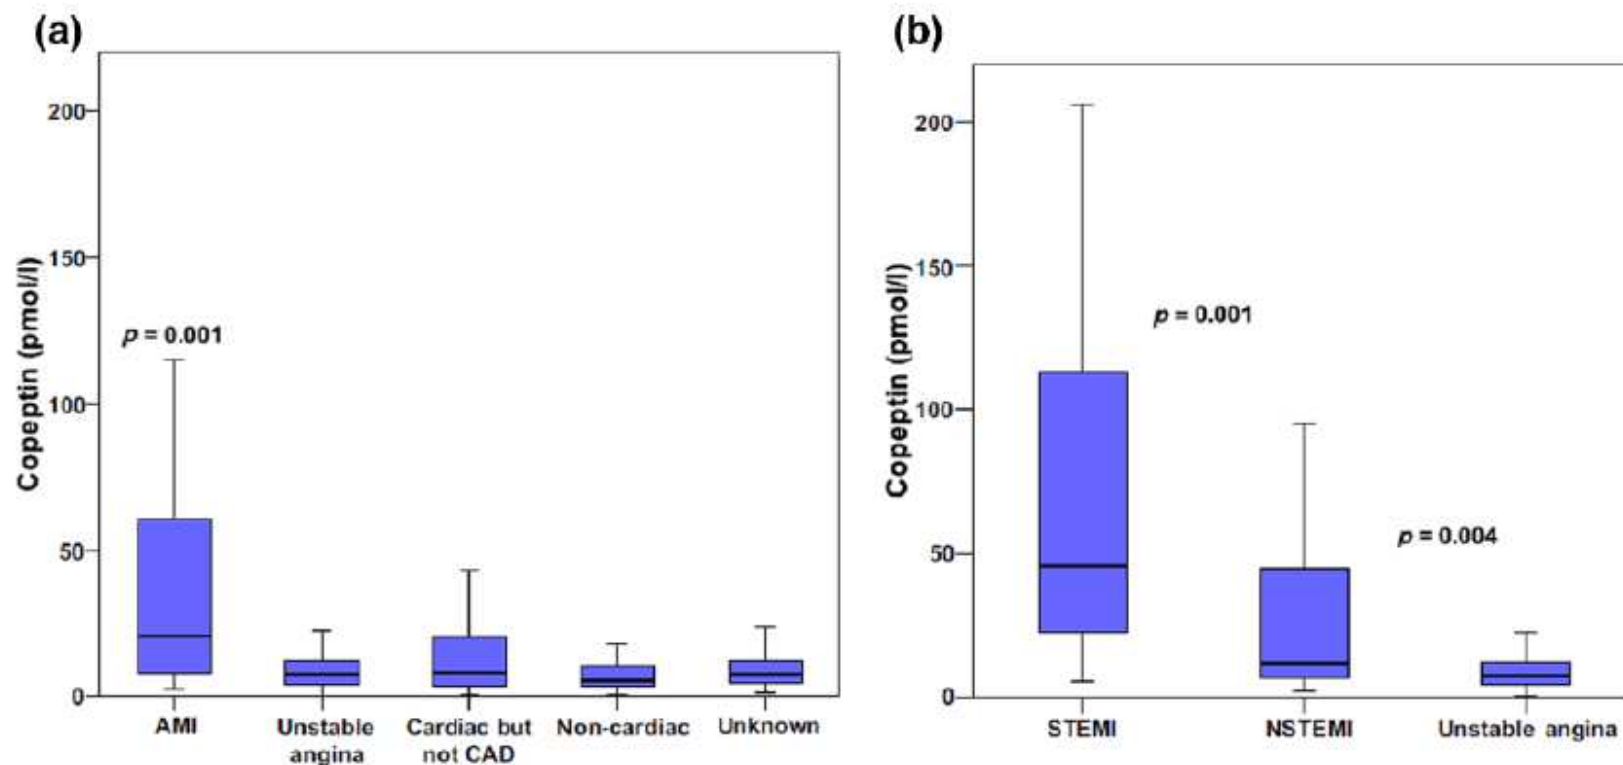 (a)
Copeptin (pmol/l)
200
150
100
50
0
p = 0.001
AMI
Unstable
angina
Cardiac but
not CAD
Non-cardiac
Unknown
(b)
Copeptin (pmol/l)
200
150
100
50
0
p = 0.001
p = 0.004
STEMI
NSTEMI
Unstable angina